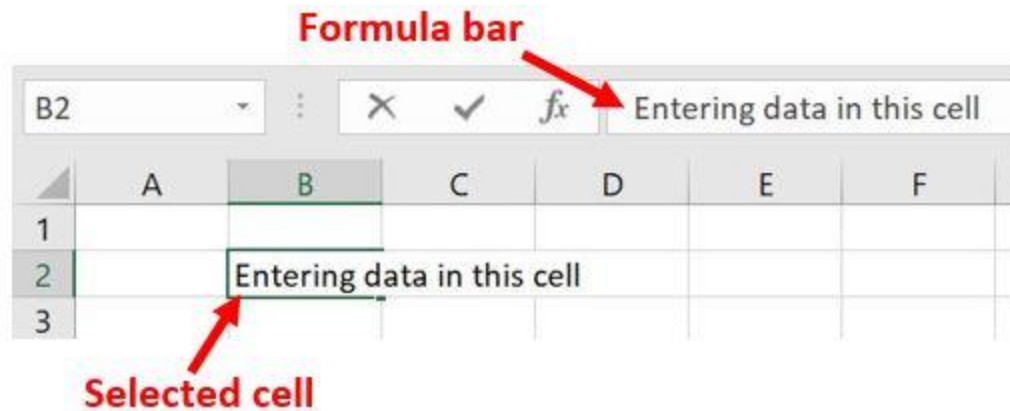 Formula bar
B2 fx Entering data in this cell
A B C D E F
1
2 Entering data in this cell
3
Selected cell